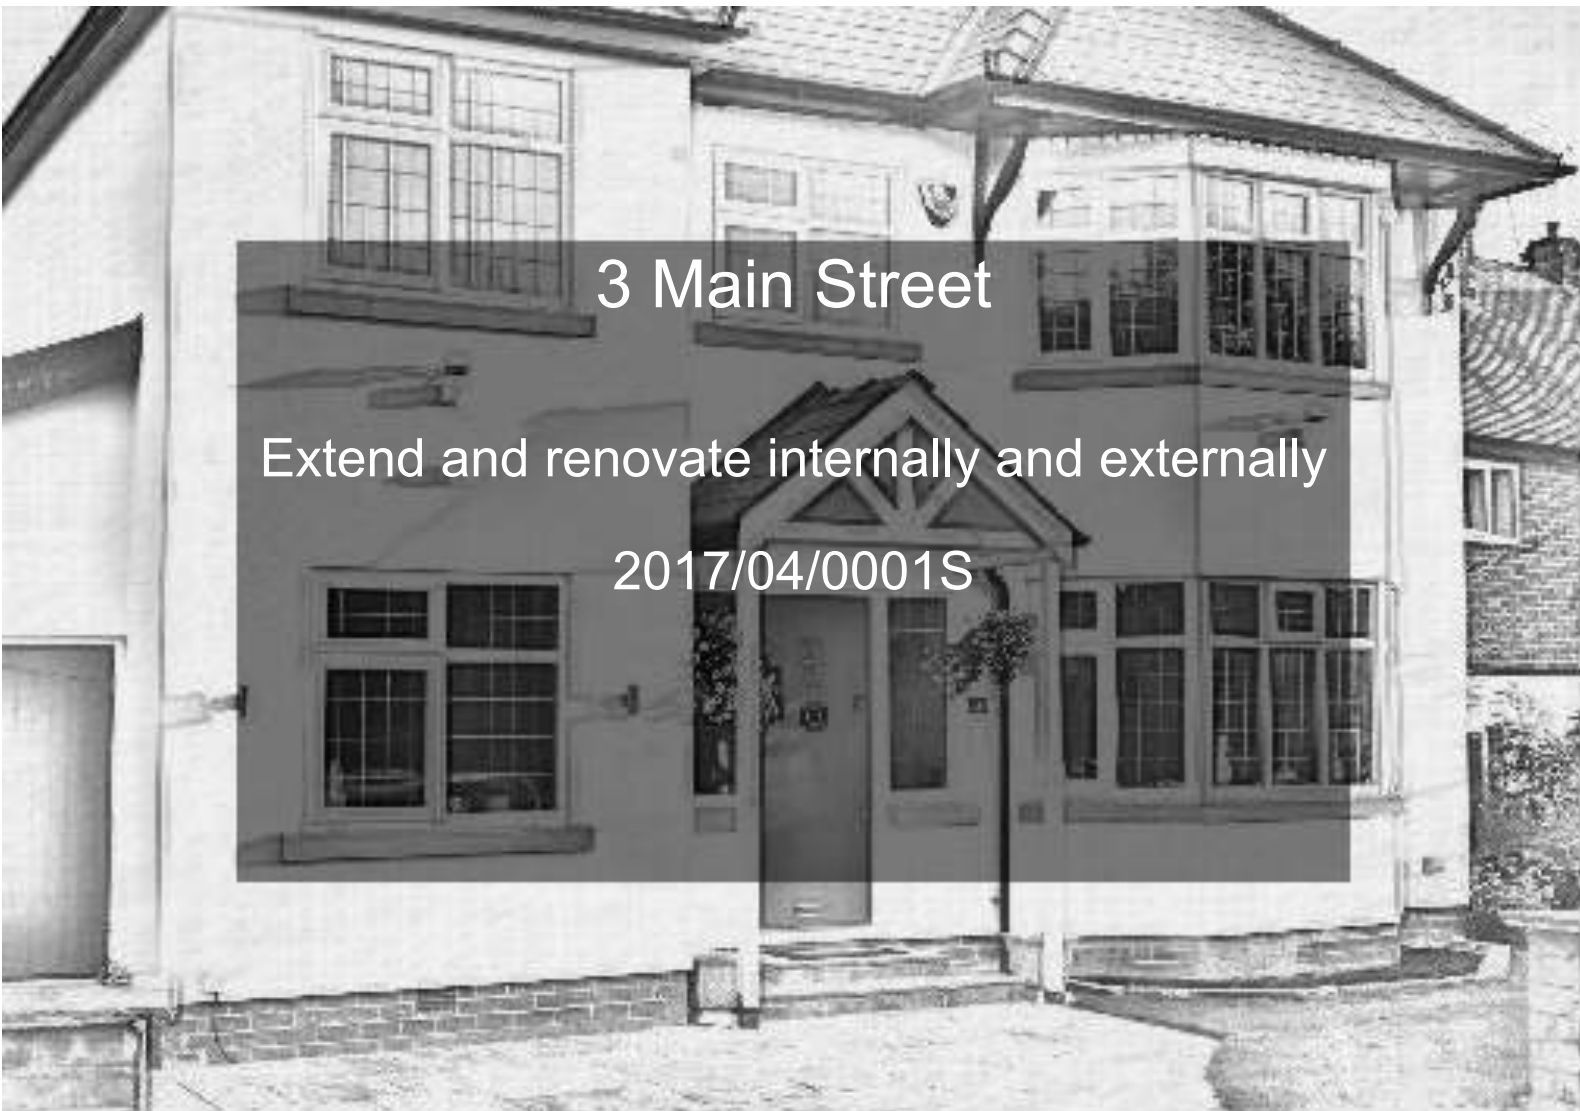 3 Main Street
Extend and renovate internally and externally
2017/04/0001S